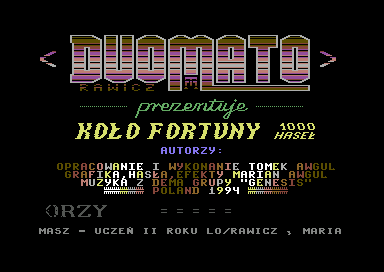 < DUOMATO >
RAWICZ
prezentuje
KOŁO FORTUNY 1000 HASEŁ
AUTORZY:
OPRACOWANIE I WYKONANIE TOMEK AWGUL
GRAFIKA,HASŁA,EFEKTY MARIAN AWGUL
MUZYKA Z DEMA GRUPY "GENESIS"
POLAND 1994
ORZY = = = = =
MASZ - UCZEŃ II ROKU LO/RAWICZ , MARIA